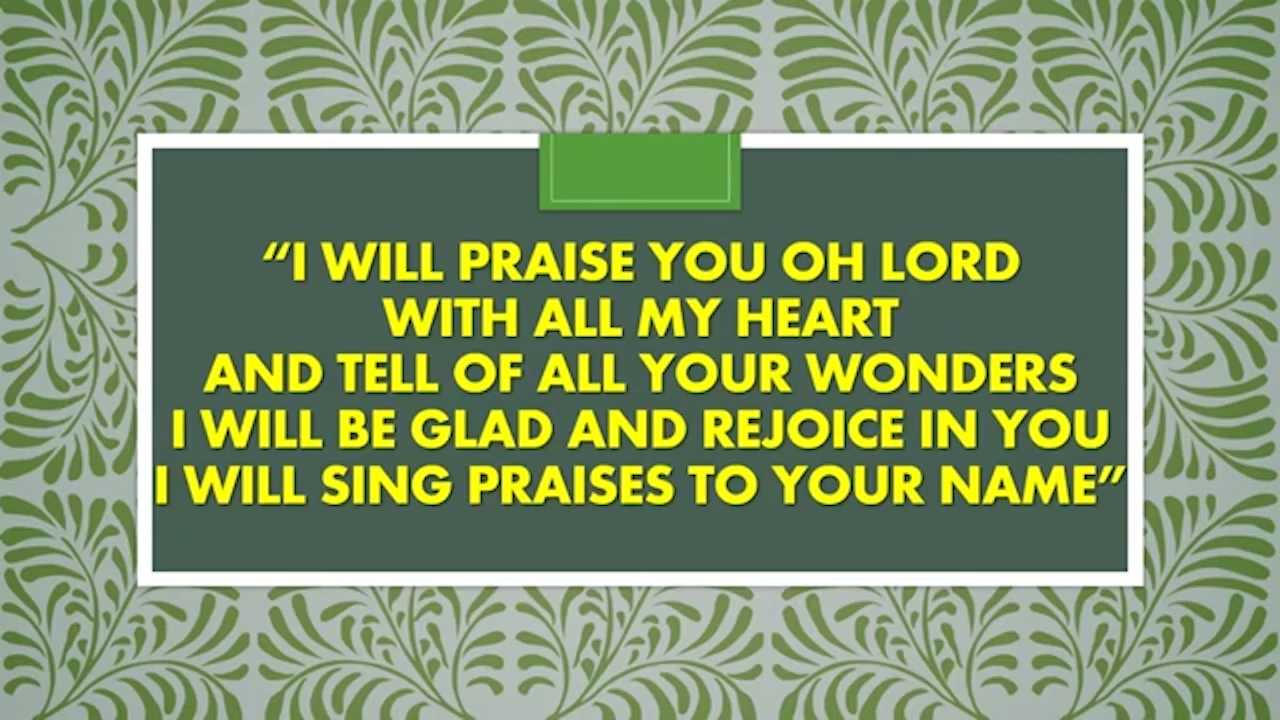 “I WILL PRAISE YOU OH LORD
WITH ALL MY HEART
AND TELL OF ALL YOUR WONDERS
I WILL BE GLAD AND REJOICE IN YOU
I WILL SING PRAISES TO YOUR NAME”